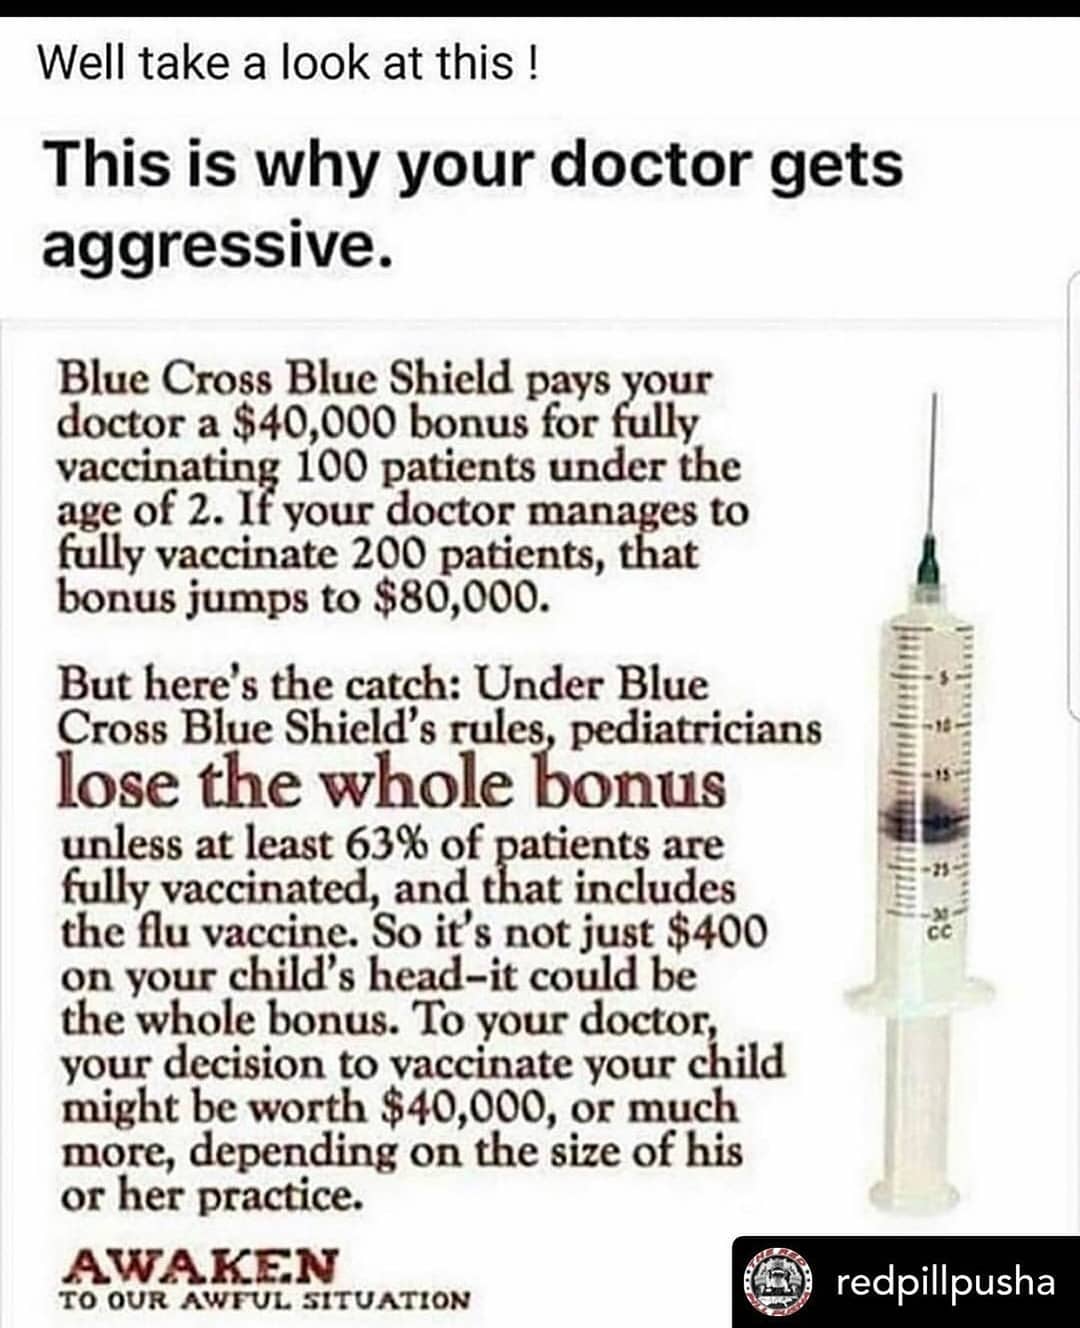 Well take a look at this !
This is why your doctor gets
aggressive.
Blue Cross Blue Shield pays your
doctor a $40,000 bonus for fully
vaccinating 100 patients under the
age of 2. If your doctor manages to
fully vaccinate 200 patients, that
bonus jumps to $80,000.
But here's the catch: Under Blue
Cross Blue Shield's rules, pediatricians
lose the whole bonus
unless at least 63% of patients are
fully vaccinated, and that includes
the flu vaccine. So it's not just $400
on your child's head-it could be
the whole bonus. To your doctor,
your decision to vaccinate your child
might be worth $40,000, or much
more, depending on the size of his
or her practice.
AWAKEN
TO OUR AWFUL SITUATION
5
10
15
25
30
CC
THE RED
PILL PUSHA
redpillpusha